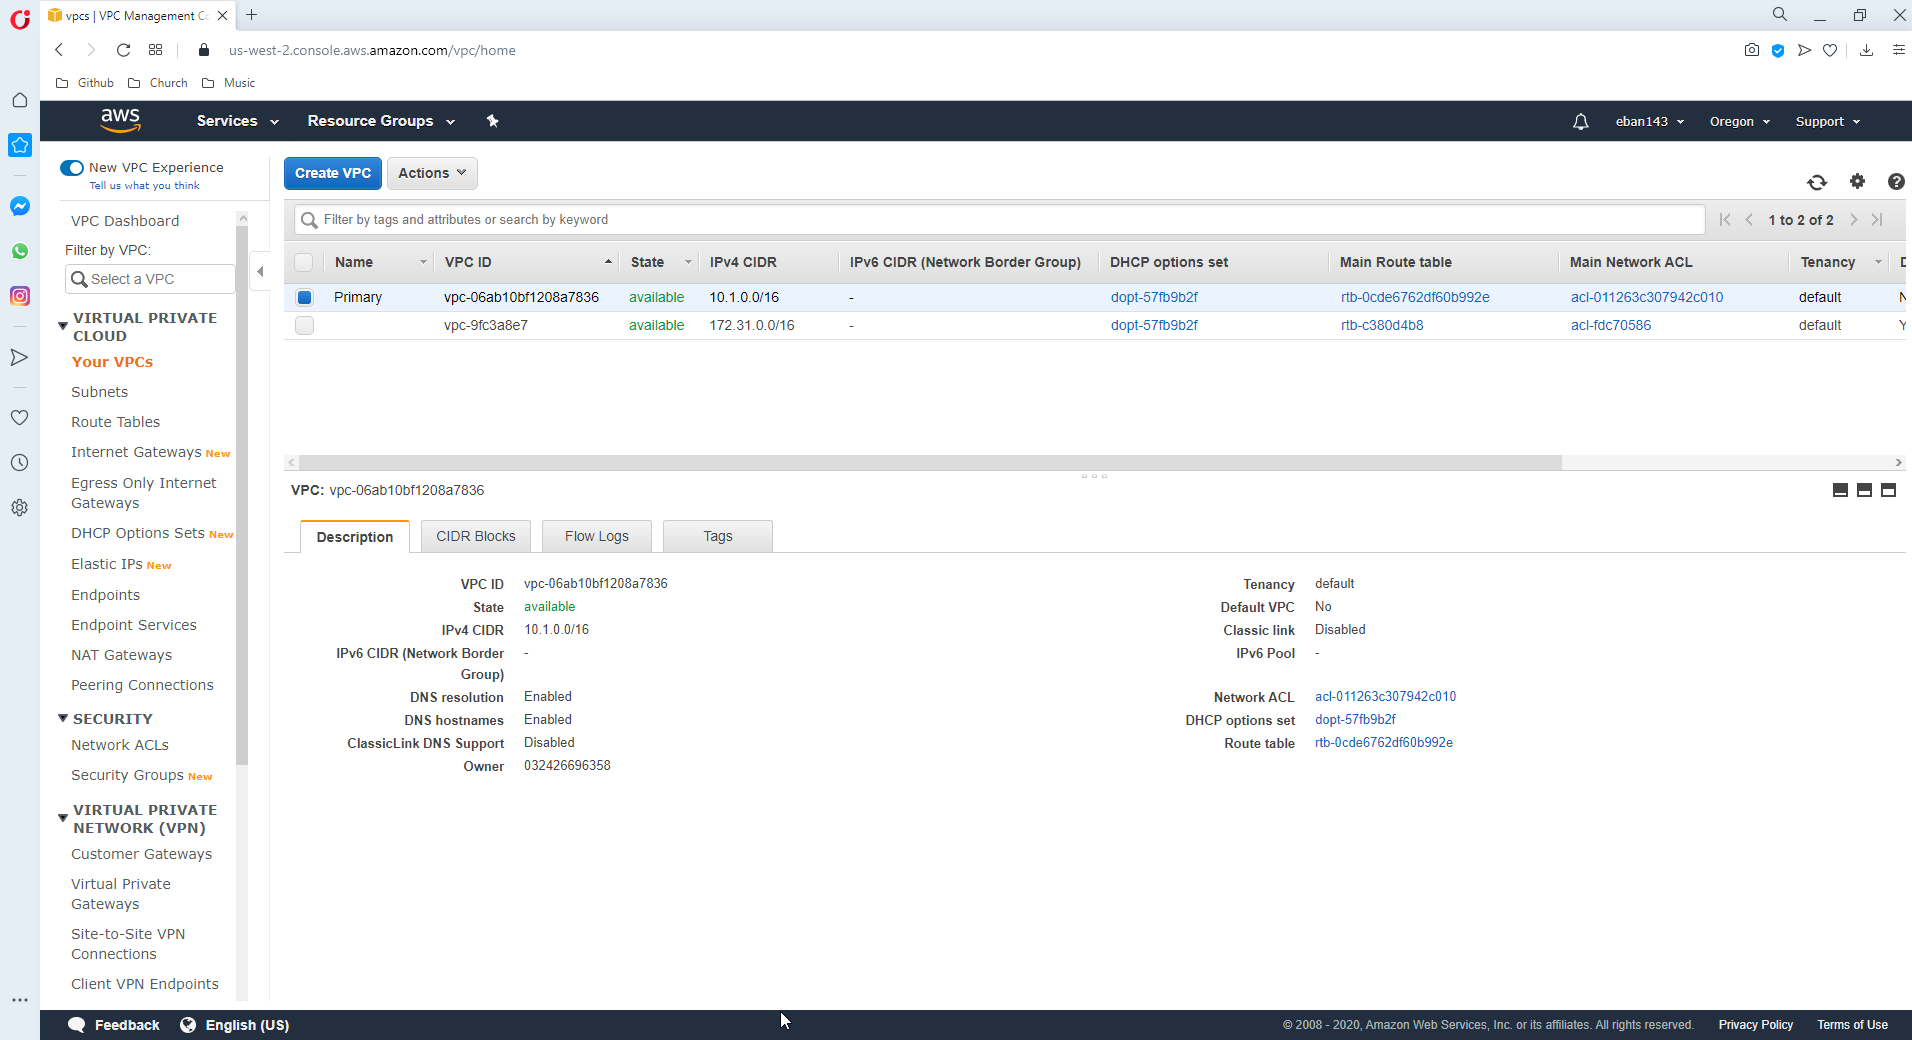 vpcs | VPC Management Co
us-west-2.console.aws.amazon.com/vpc/home
Github Church Music
aws Services Resource Groups eban143 Oregon Support
New VPC Experience
Tell us what you think
VPC Dashboard
Filter by VPC:
Select a VPC
VIRTUAL PRIVATE
CLOUD
Your VPCs
Subnets
Route Tables
Internet Gateways New
Egress Only Internet
Gateways
DHCP Options Sets New
Elastic IPs New
Endpoints
Endpoint Services
NAT Gateways
Peering Connections
SECURITY
Network ACLs
Security Groups New
VIRTUAL PRIVATE
NETWORK (VPN)
Customer Gateways
Virtual Private
Gateways
Site-to-Site VPN
Connections
Client VPN Endpoints
Create VPC Actions
Filter by tags and attributes or search by keyword 1 to 2 of 2
Name VPC ID State IPv4 CIDR IPv6 CIDR (Network Border Group) DHCP options set Main Route table Main Network ACL Tenancy D
Primary vpc-06ab10bf1208a7836 available 10.1.0.0/16 - dopt-57fb9b2f rtb-0cde6762df60b992e acl-011263c307942c010 default N
vpc-9fc3a8e7 available 172.31.0.0/16 - dopt-57fb9b2f rtb-c380d4b8 acl-fdc70586 default Y
VPC: vpc-06ab10bf1208a7836
Description CIDR Blocks Flow Logs Tags
VPC ID vpc-06ab10bf1208a7836
State available
IPv4 CIDR 10.1.0.0/16
IPv6 CIDR (Network Border -
Group)
DNS resolution Enabled
DNS hostnames Enabled
ClassicLink DNS Support Disabled
Owner 032426696358
Tenancy default
Default VPC No
Classic link Disabled
IPv6 Pool -
Network ACL acl-011263c307942c010
DHCP options set dopt-57fb9b2f
Route table rtb-0cde6762df60b992e
Feedback English (US) © 2008 - 2020, Amazon Web Services, Inc. or its affiliates. All rights reserved. Privacy Policy Terms of Use